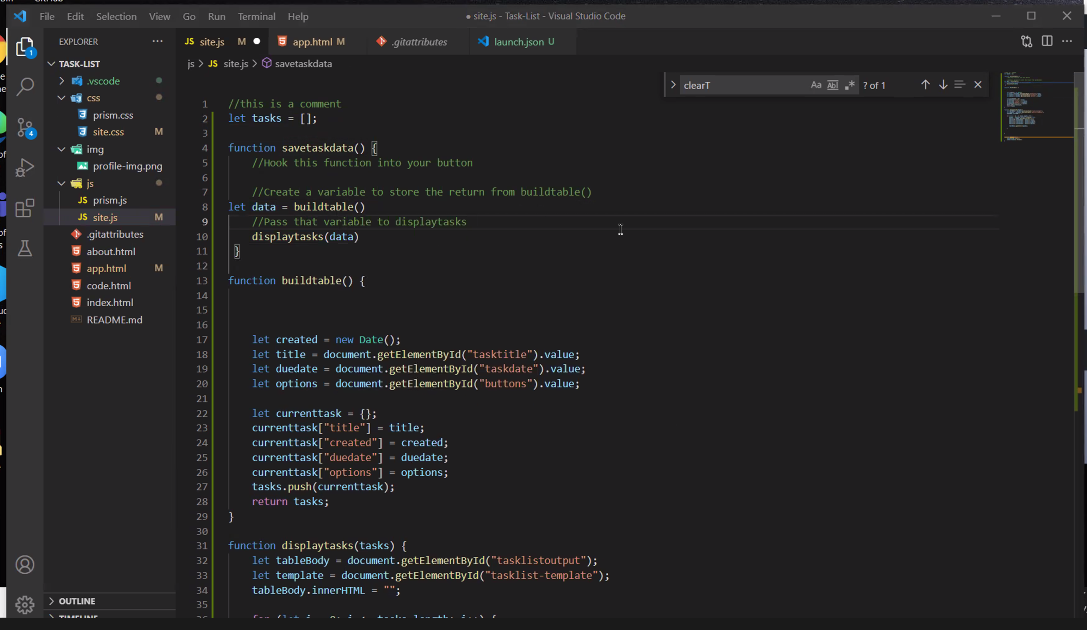 File Edit Selection View Go Run Terminal Help
● site.js - Task-List - Visual Studio Code
EXPLORER ···
JS site.js M ●
app.html M
.gitattributes
launch.json U
js > JS site.js > savetaskdata
clearT Aa Ab ? of 1
TASK-LIST
.vscode
css
prism.css
site.css M
img
profile-img.png
js
prism.js
site.js M
.gitattributes
about.html
app.html M
code.html
index.html
README.md
OUTLINE
TIMELINE
1
4
1 //this is a comment
2 let tasks = [];
3
4 function savetaskdata() {
5 //Hook this function into your button
6
7 //Create a variable to store the return from buildtable()
8 let data = buildtable()
9 //Pass that variable to displaytasks
10 displaytasks(data)
11 }
12
13 function buildtable() {
14
15
16
17 let created = new Date();
18 let title = document.getElementById("tasktitle").value;
19 let duedate = document.getElementById("taskdate").value;
20 let options = document.getElementById("buttons").value;
21
22 let currenttask = {};
23 currenttask["title"] = title;
24 currenttask["created"] = created;
25 currenttask["duedate"] = duedate;
26 currenttask["options"] = options;
27 tasks.push(currenttask);
28 return tasks;
29 }
30
31 function displaytasks(tasks) {
32 let tableBody = document.getElementById("tasklistoutput");
33 let template = document.getElementById("tasklist-template");
34 tableBody.innerHTML = "";
35